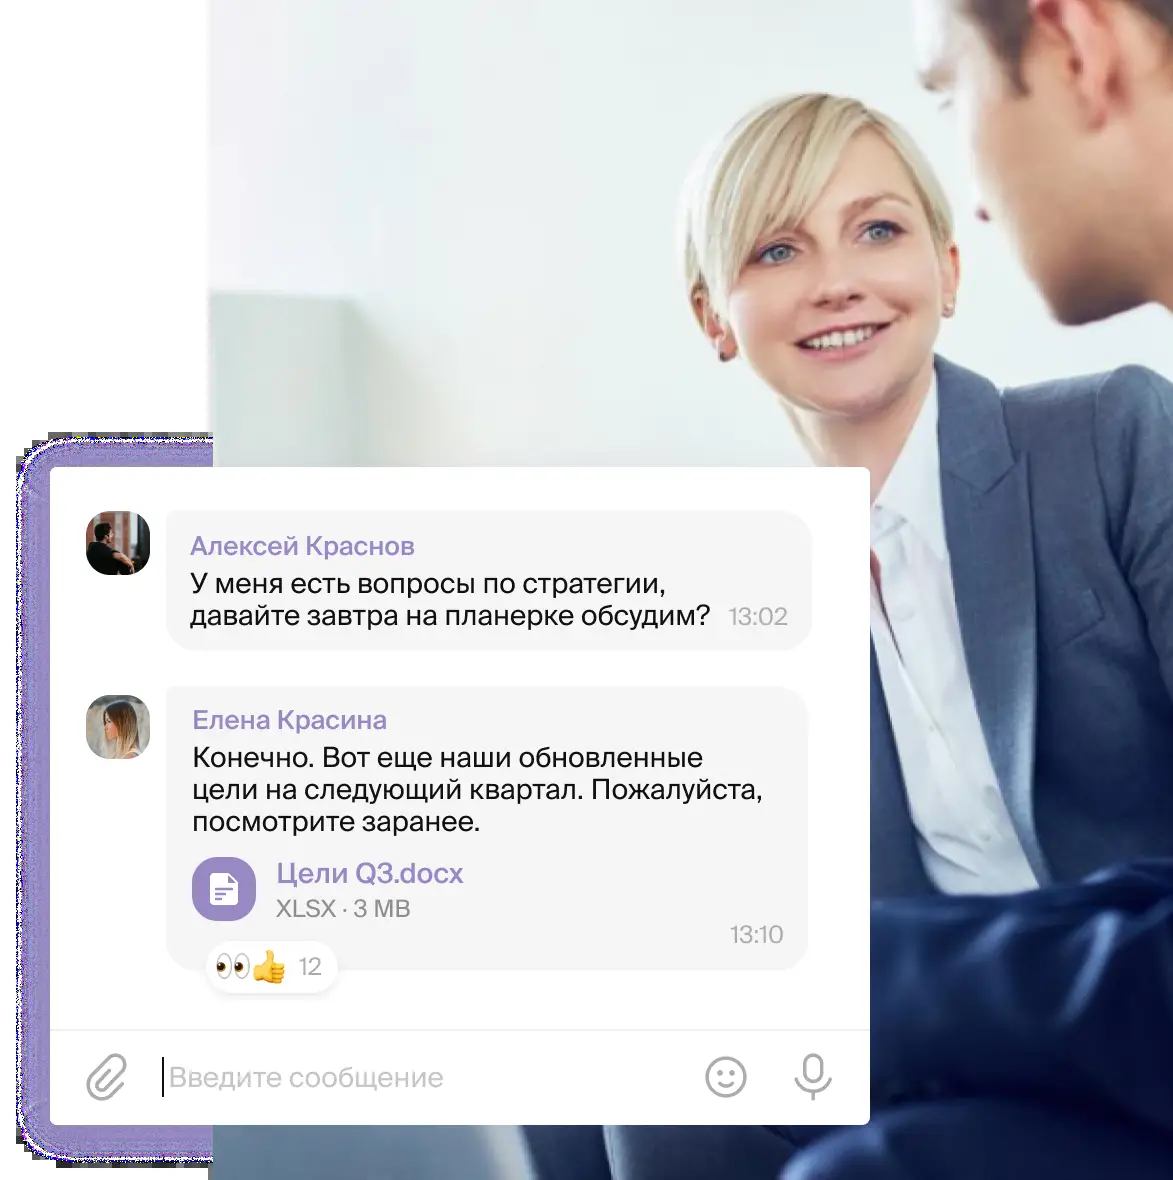 Алексей Краснов
У меня есть вопросы по стратегии,
давайте завтра на планерке обсудим? 13:02
Елена Красина
Конечно. Вот еще наши обновленные
цели на следующий квартал. Пожалуйста,
посмотрите заранее.
Цели Q3.docx
XLSX · 3 MB
13:10
12
Введите сообщение